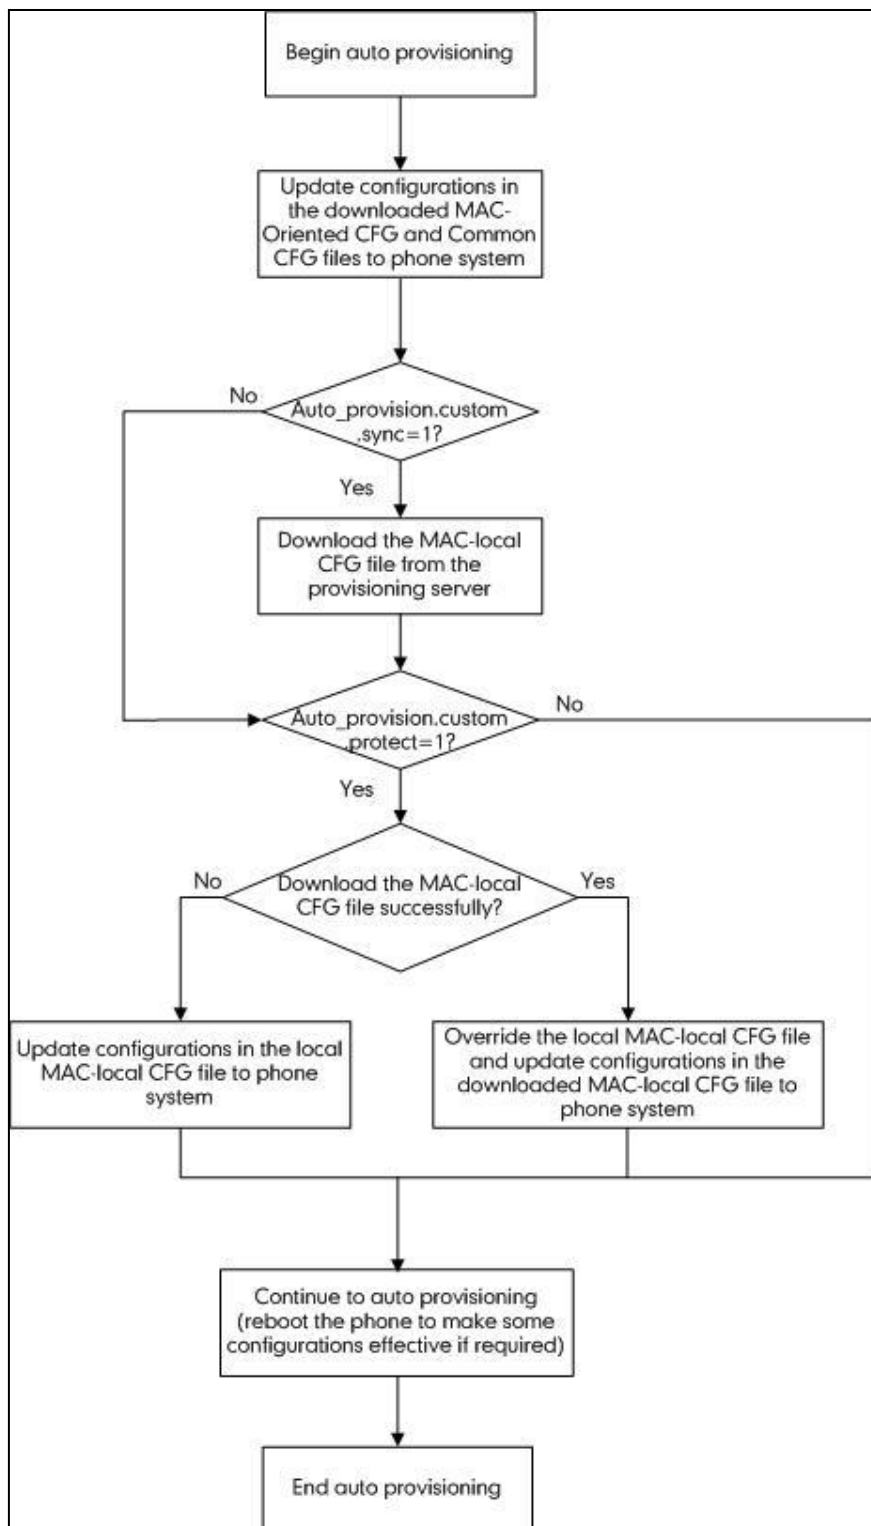 Begin auto provisioning
Update configurations in
the downloaded MAC-
Oriented CFG and Common
CFG files to phone system
No
Auto_provision.custom
.sync=1?
Yes
Download the MAC-local
CFG file from the
provisioning server
Auto_provision.custom
.protect=1?
No
Yes
No
Download the MAC-local
CFG file successfully?
Yes
Update configurations in the local
MAC-local CFG file to phone
system
Override the local MAC-local CFG file
and update configurations in the
downloaded MAC-local CFG file to
phone system
Continue to auto provisioning
(reboot the phone to make some
configurations effective if required)
End auto provisioning